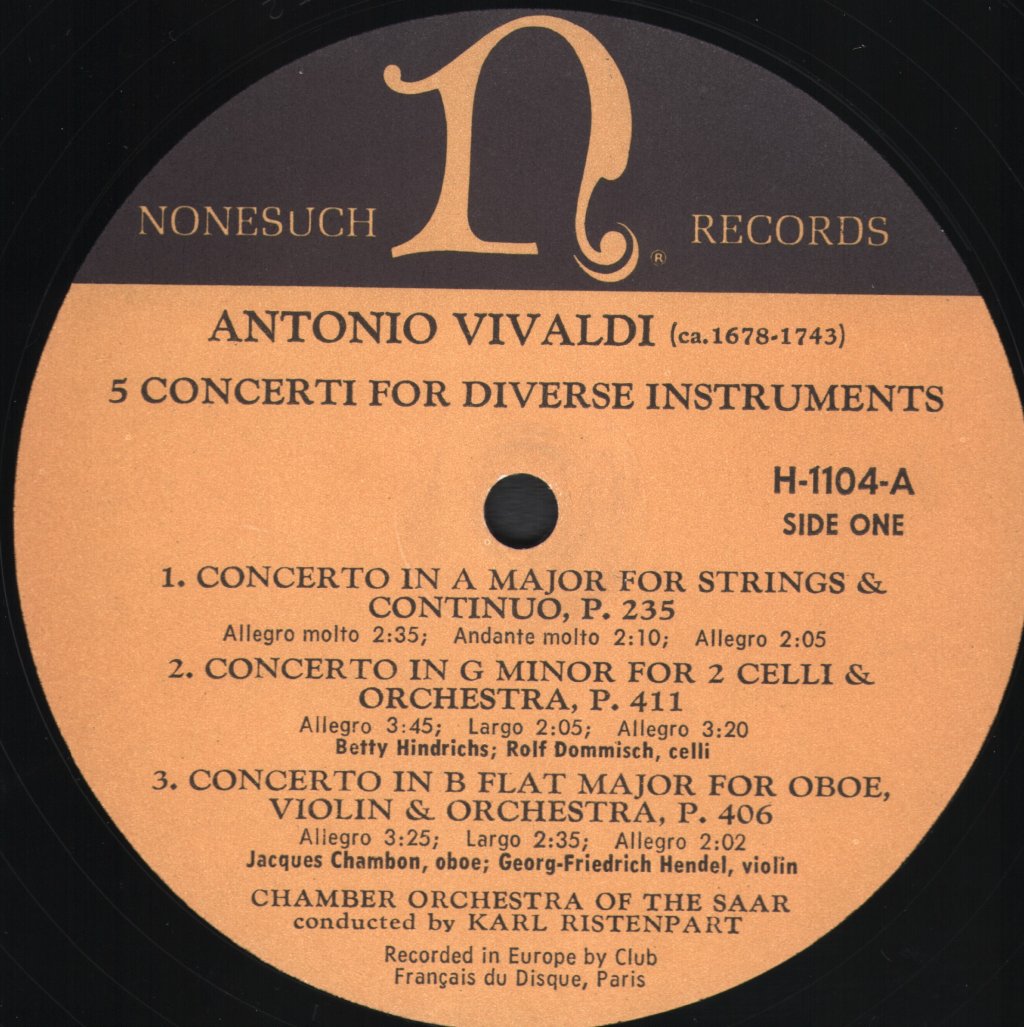 n
NONESUCH RECORDS
®
ANTONIO VIVALDI (ca.1678-1743)
5 CONCERTI FOR DIVERSE INSTRUMENTS
H-1104-A
SIDE ONE
1. CONCERTO IN A MAJOR FOR STRINGS &
CONTINUO, P. 235
Allegro molto 2:35; Andante molto 2:10; Allegro 2:05
2. CONCERTO IN G MINOR FOR 2 CELLI &
ORCHESTRA, P. 411
Allegro 3:45; Largo 2:05; Allegro 3:20
Betty Hindrichs; Rolf Dommisch, celli
3. CONCERTO IN B FLAT MAJOR FOR OBOE,
VIOLIN & ORCHESTRA, P. 406
Allegro 3:25; Largo 2:35; Allegro 2:02
Jacques Chambon, oboe; Georg-Friedrich Hendel, violin
CHAMBER ORCHESTRA OF THE SAAR
conducted by KARL RISTENPART
Recorded in Europe by Club
Français du Disque, Paris